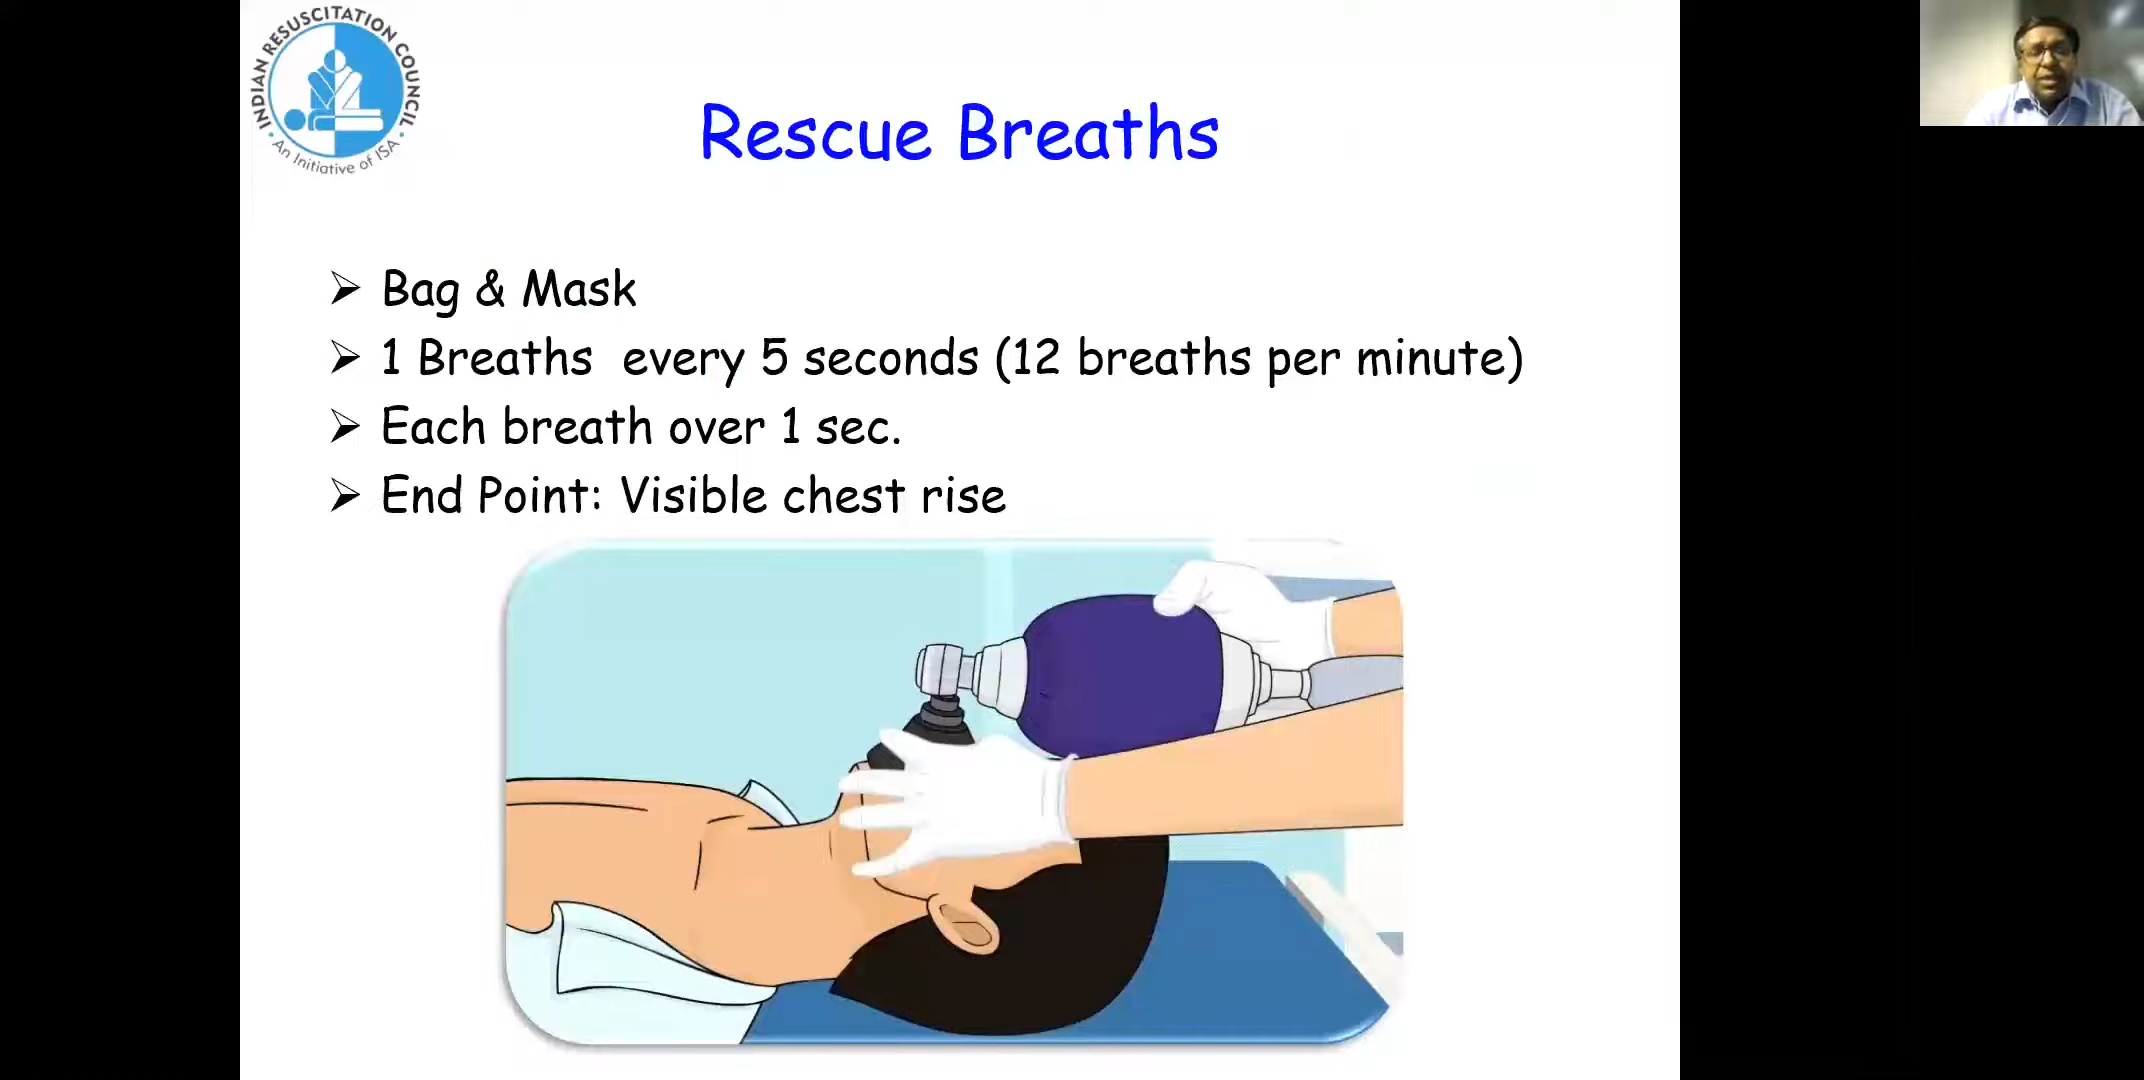 INDIAN RESUSCITATION COUNCIL
An Initiative of ISA
Rescue Breaths
Bag & Mask
1 Breaths every 5 seconds (12 breaths per minute)
Each breath over 1 sec.
End Point: Visible chest rise